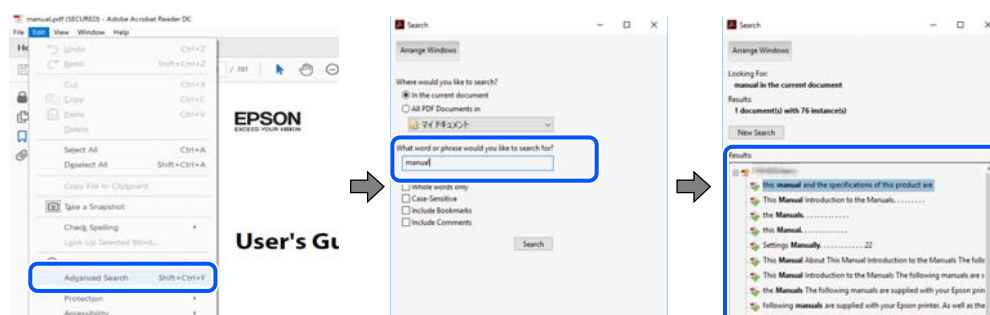 manual.pdf (SECURED) - Adobe Acrobat Reader DC
File Edit View Window Help
Undo Ctrl+Z
Redo Shift+Ctrl+Z
Cut Ctrl+X
Copy Ctrl+C
Paste Ctrl+V
Delete
Select All Ctrl+A
Deselect All Shift+Ctrl+A
Copy File to Clipboard
Take a Snapshot
Check Spelling
Look Up Selected Word...
Advanced Search Shift+Ctrl+F
Protection
Accessibility
/ 181
EPSON
EXCEED YOUR VISION
User's Gu
Search
Arrange Windows
Where would you like to search?
In the current document
All PDF Documents in
マイドキュメント
What word or phrase would you like to search for?
manual
Whole words only
Case-Sensitive
Include Bookmarks
Include Comments
Search
Search
Arrange Windows
Looking For:
manual in the current document
Results:
1 document(s) with 76 instance(s)
New Search
Results:
this manual and the specifications of this product are
This Manual Introduction to the Manuals. . . . . . . .
the Manuals. . . . . . . . . . . .
this Manual. . . . . . . . . . . .
Settings Manually. . . . . . . . . . . . .22
This Manual About This Manual Introduction to the Manuals The follo
This Manual Introduction to the Manuals The following manuals are s
the Manuals The following manuals are supplied with your Epson prin
following manuals are supplied with your Epson printer. As well as the